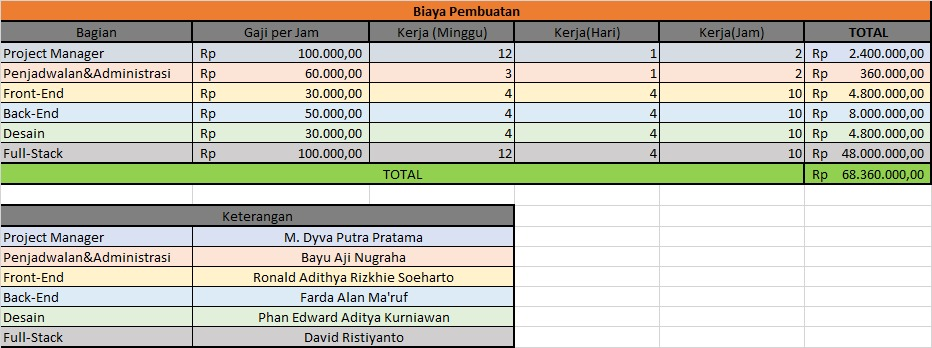 Biaya Pembuatan
Bagian Gaji per Jam Kerja (Minggu) Kerja(Hari) Kerja(Jam) TOTAL
Project Manager Rp 100.000,00 12 1 2 Rp 2.400.000,00
Penjadwalan&Administrasi Rp 60.000,00 3 1 2 Rp 360.000,00
Front-End Rp 30.000,00 4 4 10 Rp 4.800.000,00
Back-End Rp 50.000,00 4 4 10 Rp 8.000.000,00
Desain Rp 30.000,00 4 4 10 Rp 4.800.000,00
Full-Stack Rp 100.000,00 12 4 10 Rp 48.000.000,00
TOTAL Rp 68.360.000,00
Keterangan
Project Manager M. Dyva Putra Pratama
Penjadwalan&Administrasi Bayu Aji Nugraha
Front-End Ronald Adithya Rizkhie Soeharto
Back-End Farda Alan Ma'ruf
Desain Phan Edward Aditya Kurniawan
Full-Stack David Ristiyanto